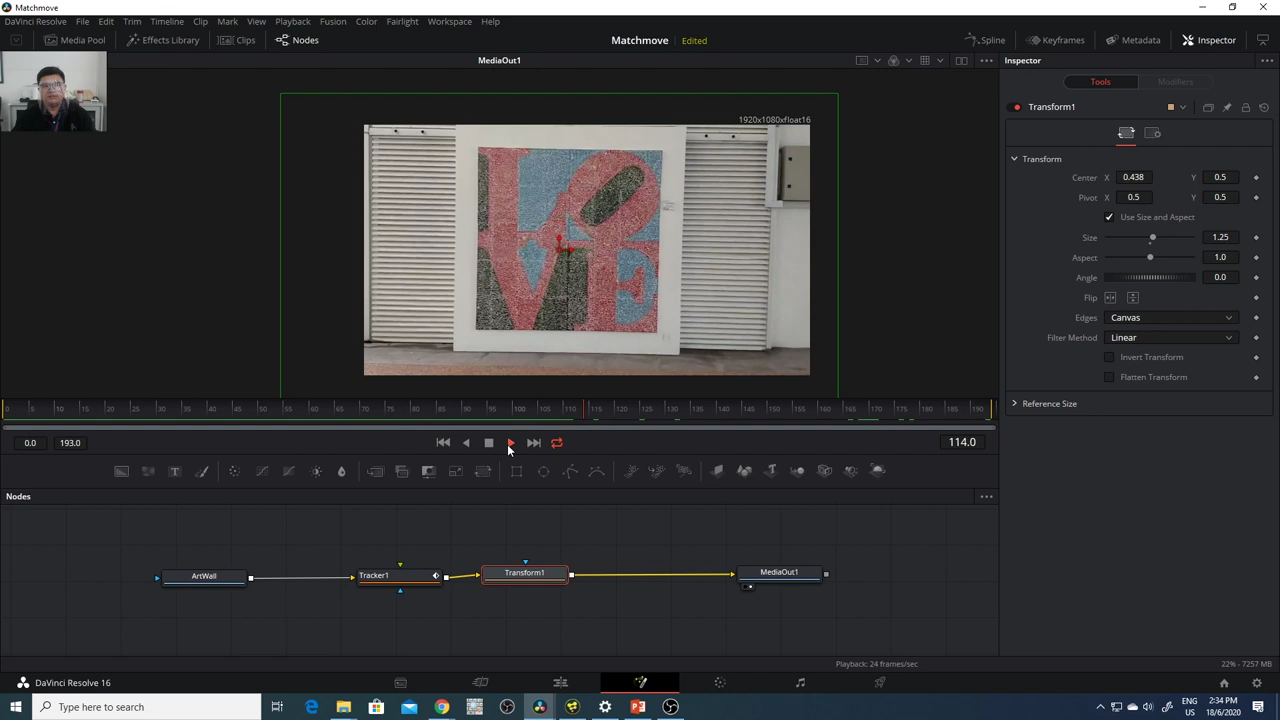 Matchmove
DaVinci Resolve File Edit Trim Timeline Clip Mark View Playback Fusion Color Fairlight Workspace Help
Media Pool Effects Library Clips Nodes Matchmove Edited Spline Keyframes Metadata Inspector
MediaOut1 Inspector
Tools Modifiers
Transform1
1920x1080xfloat16
LOVE
Transform
Center X 0.438 Y 0.5
Pivot X 0.5 Y 0.5
Use Size and Aspect
Size 1.25
Aspect 1.0
Angle 0.0
Flip
Edges Canvas
Filter Method Linear
Invert Transform
Flatten Transform
Reference Size
0 5 10 15 20 25 30 35 40 45 50 55 60 65 70 75 80 85 90 95 100 105 110 115 120 125 130 135 140 145 150 155 160 165 170 175 180 185 190
0.0 193.0 114.0
T
Nodes
ArtWall Tracker1 Transform1 MediaOut1
Playback: 24 frames/sec 22% - 7257 MB
DaVinci Resolve 16
Type here to search
ENG 2:34 PM
US 18/6/2020